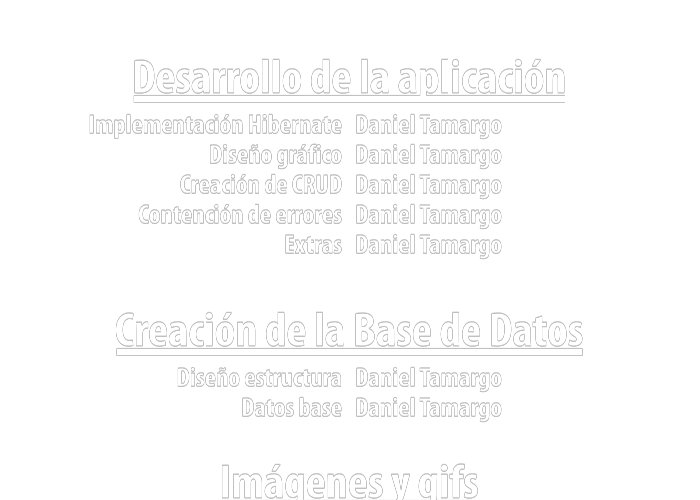 Desarrollo de la aplicación
Implementación Hibernate Daniel Tamargo
Diseño gráfico Daniel Tamargo
Creación de CRUD Daniel Tamargo
Contención de errores Daniel Tamargo
Extras Daniel Tamargo
Creación de la Base de Datos
Diseño estructura Daniel Tamargo
Datos base Daniel Tamargo
Imágenes y gifs